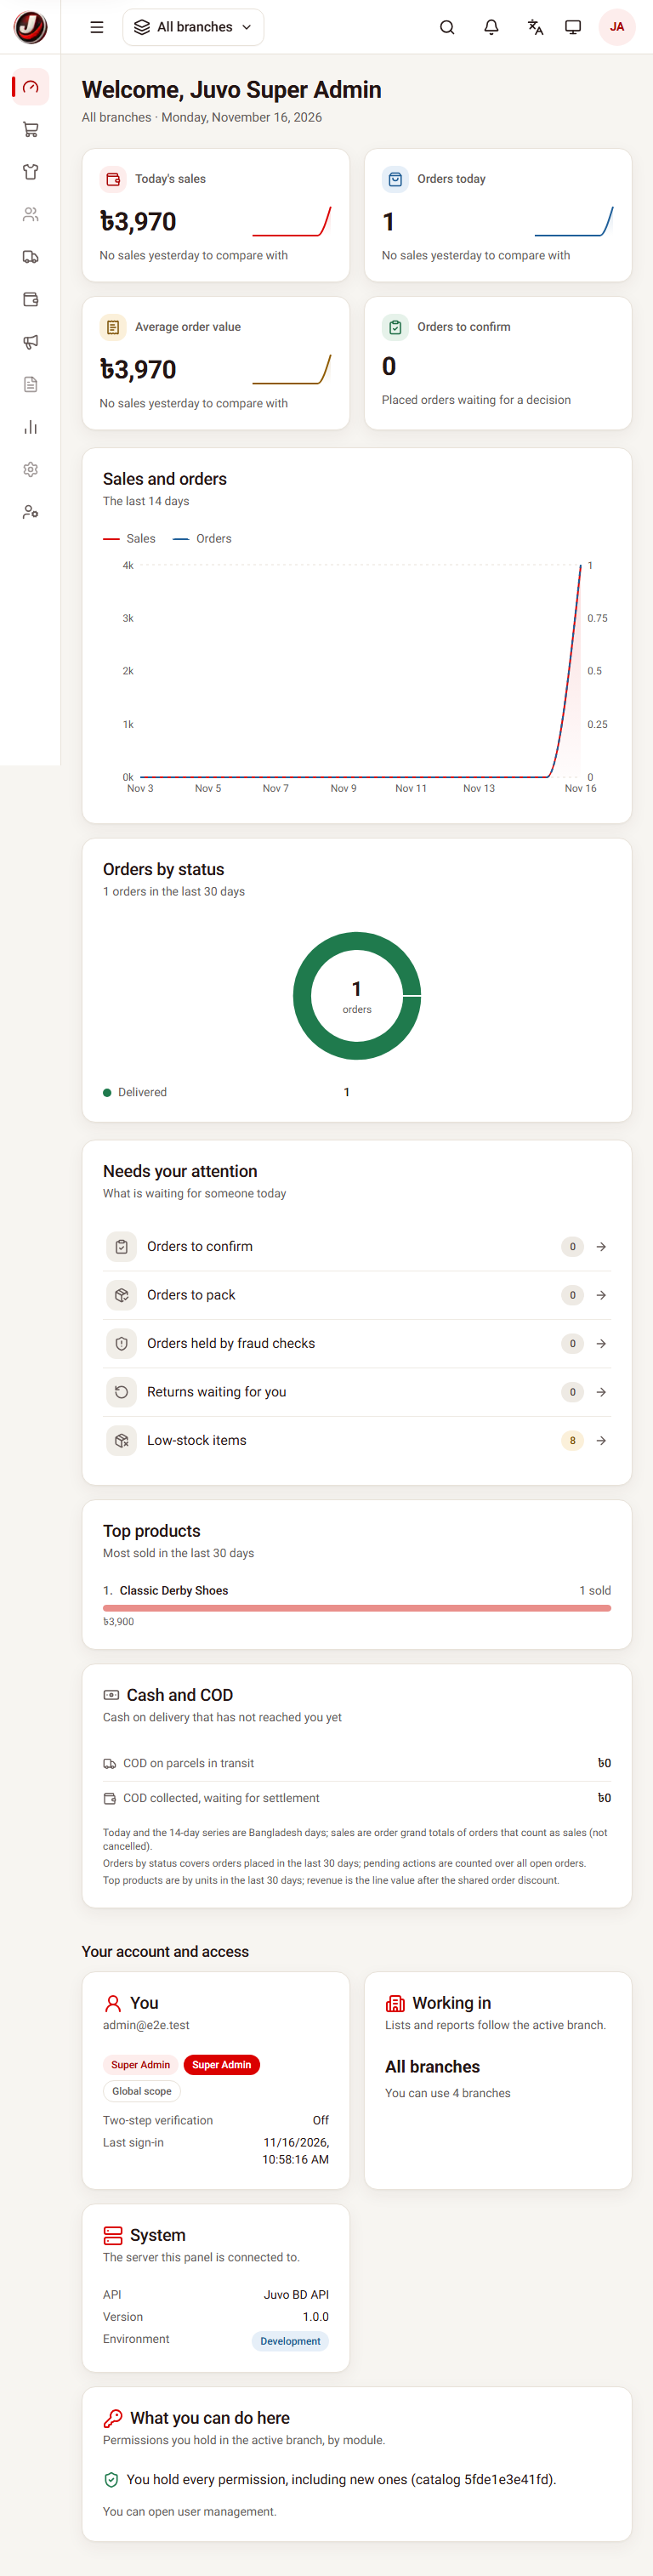 J
All branches
JA
Welcome, Juvo Super Admin
All branches · Monday, November 16, 2026
Today's sales
৳3,970
No sales yesterday to compare with
Orders today
1
No sales yesterday to compare with
Average order value
৳3,970
No sales yesterday to compare with
Orders to confirm
0
Placed orders waiting for a decision
Sales and orders
The last 14 days
Sales Orders
4k 1
3k 0.75
2k 0.5
1k 0.25
0k 0
Nov 3 Nov 5 Nov 7 Nov 9 Nov 11 Nov 13 Nov 16
Orders by status
1 orders in the last 30 days
1
orders
Delivered 1
Needs your attention
What is waiting for someone today
Orders to confirm 0
Orders to pack 0
Orders held by fraud checks 0
Returns waiting for you 0
Low-stock items 8
Top products
Most sold in the last 30 days
1. Classic Derby Shoes 1 sold
৳3,900
Cash and COD
Cash on delivery that has not reached you yet
COD on parcels in transit ৳0
COD collected, waiting for settlement ৳0
Today and the 14-day series are Bangladesh days; sales are order grand totals of orders that count as sales (not
cancelled).
Orders by status covers orders placed in the last 30 days; pending actions are counted over all open orders.
Top products are by units in the last 30 days; revenue is the line value after the shared order discount.
Your account and access
You
admin@e2e.test
Super Admin Super Admin
Global scope
Two-step verification Off
Last sign-in 11/16/2026,
10:58:16 AM
Working in
Lists and reports follow the active branch.
All branches
You can use 4 branches
System
The server this panel is connected to.
API Juvo BD API
Version 1.0.0
Environment Development
What you can do here
Permissions you hold in the active branch, by module.
You hold every permission, including new ones (catalog 5fde1e3e41fd).
You can open user management.